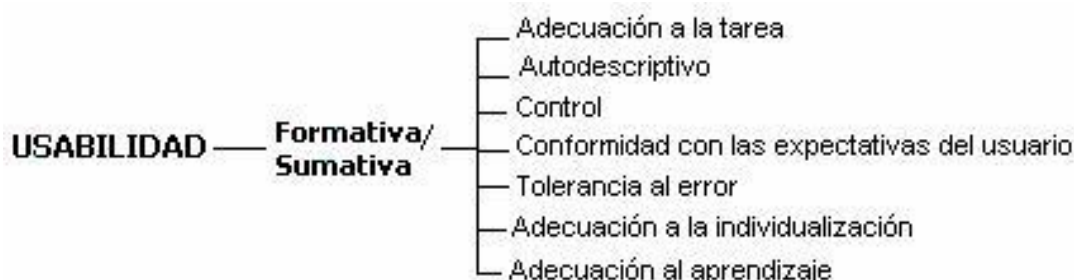 USABILIDAD
Formativa/
Sumativa
Adecuación a la tarea
Autodescriptivo
Control
Conformidad con las expectativas del usuario
Tolerancia al error
Adecuación a la individualización
Adecuación al aprendizaje